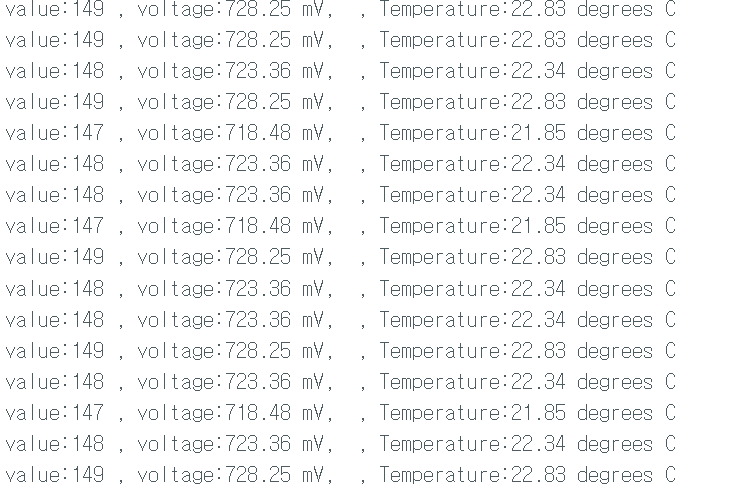 value:149 , voltage:728.25 mV,  , Temperature:22.83 degrees C
value:149 , voltage:728.25 mV,  , Temperature:22.83 degrees C
value:148 , voltage:723.36 mV,  , Temperature:22.34 degrees C
value:149 , voltage:728.25 mV,  , Temperature:22.83 degrees C
value:147 , voltage:718.48 mV,  , Temperature:21.85 degrees C
value:148 , voltage:723.36 mV,  , Temperature:22.34 degrees C
value:148 , voltage:723.36 mV,  , Temperature:22.34 degrees C
value:147 , voltage:718.48 mV,  , Temperature:21.85 degrees C
value:149 , voltage:728.25 mV,  , Temperature:22.83 degrees C
value:148 , voltage:723.36 mV,  , Temperature:22.34 degrees C
value:148 , voltage:723.36 mV,  , Temperature:22.34 degrees C
value:149 , voltage:728.25 mV,  , Temperature:22.83 degrees C
value:148 , voltage:723.36 mV,  , Temperature:22.34 degrees C
value:147 , voltage:718.48 mV,  , Temperature:21.85 degrees C
value:148 , voltage:723.36 mV,  , Temperature:22.34 degrees C
value:149 , voltage:728.25 mV,  , Temperature:22.83 degrees C